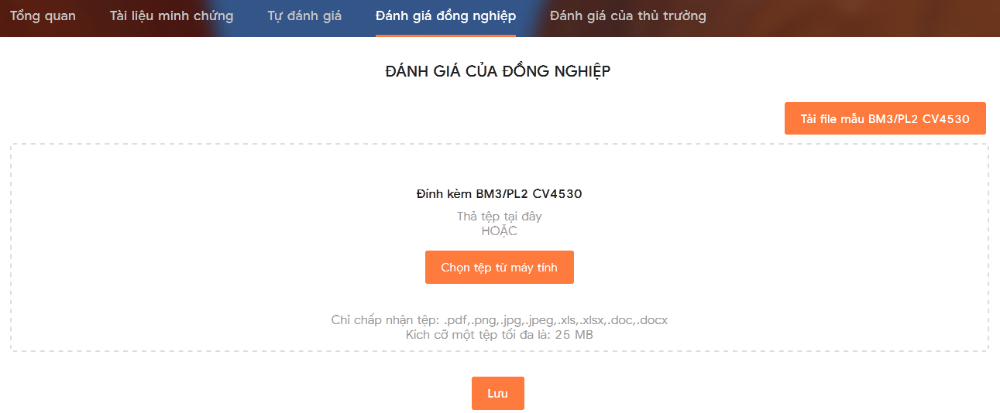 Tổng quan Tài liệu minh chứng Tự đánh giá Đánh giá đồng nghiệp Đánh giá của thủ trưởng
ĐÁNH GIÁ CỦA ĐỒNG NGHIỆP
Tải file mẫu BM3/PL2 CV4530
Đính kèm BM3/PL2 CV4530
Thả tệp tại đây
HOẶC
Chọn tệp từ máy tính
Chỉ chấp nhận tệp: .pdf,.png,.jpg,.jpeg,.xls,.xlsx,.doc,.docx
Kích cỡ một tệp tối đa là: 25 MB
Lưu